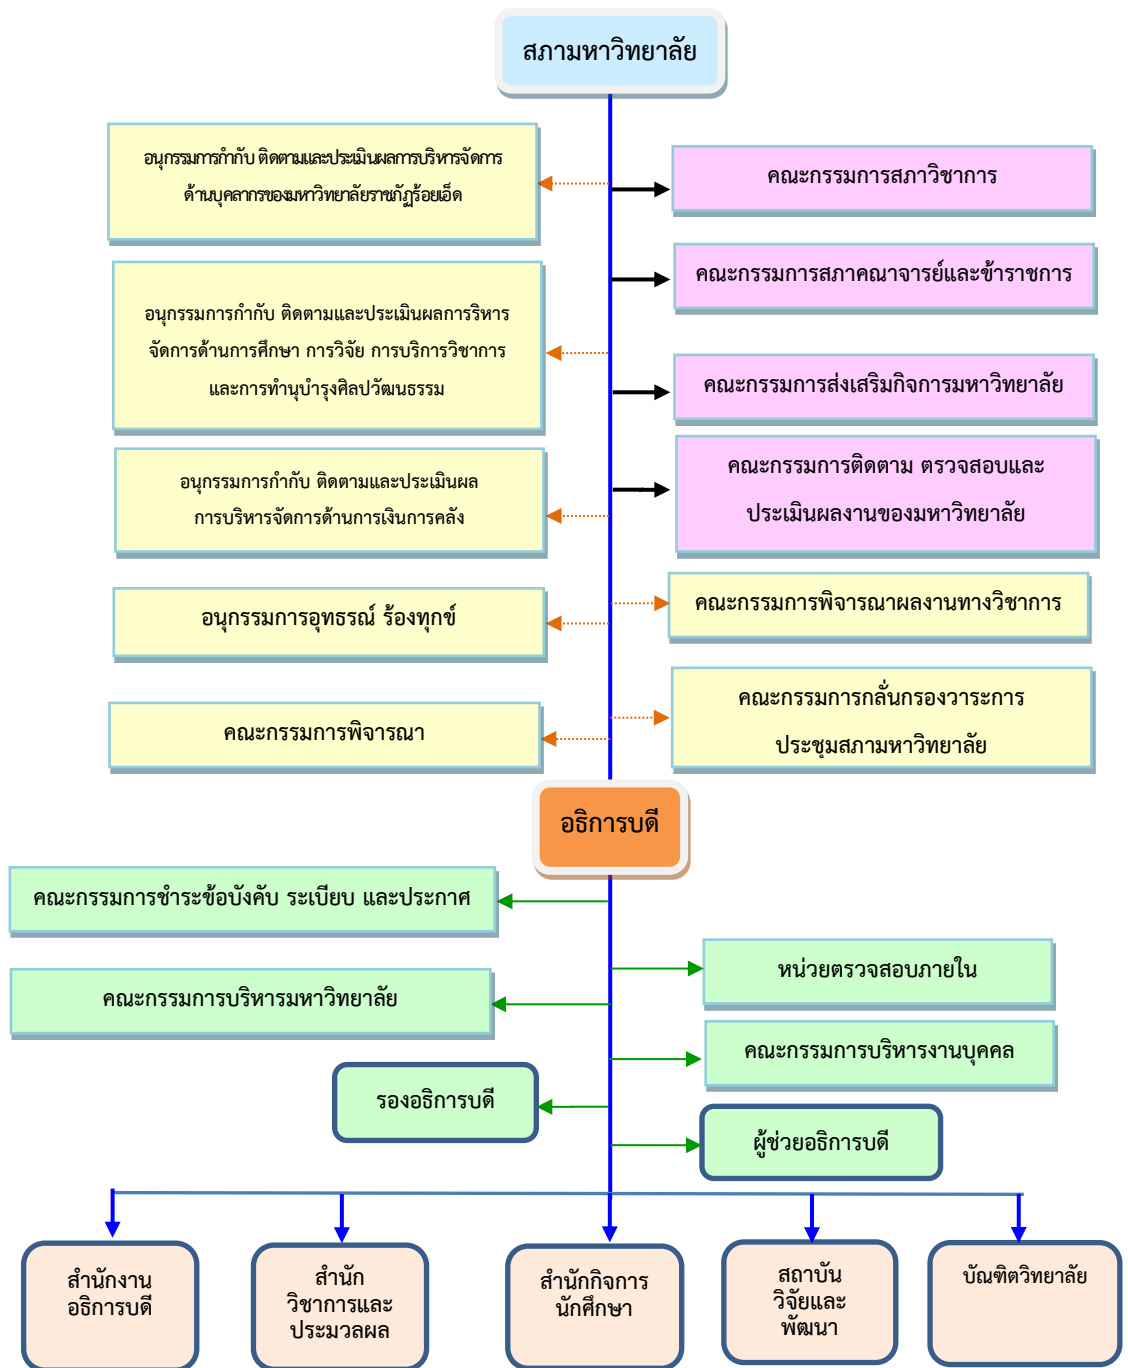 สภามหาวิทยาลัย
อนุกรรมการกำกับ ติดตามและประเมินผลการบริหารจัดการ
ด้านบุคลากรของมหาวิทยาลัยราชภัฏร้อยเอ็ด
คณะกรรมการสภาวิชาการ
คณะกรรมการสภาคณาจารย์และข้าราชการ
อนุกรรมการกำกับ ติดตามและประเมินผลการริหาร
จัดการด้านการศึกษา การวิจัย การบริการวิชาการ
และการทำนุบำรุงศิลปวัฒนธรรม
คณะกรรมการส่งเสริมกิจการมหาวิทยาลัย
อนุกรรมการกำกับ ติดตามและประเมินผล
การบริหารจัดการด้านการเงินการคลัง
คณะกรรมการติดตาม ตรวจสอบและ
ประเมินผลงานของมหาวิทยาลัย
อนุกรรมการอุทธรณ์ ร้องทุกข์
คณะกรรมการพิจารณาผลงานทางวิชาการ
คณะกรรมการพิจารณา
คณะกรรมการกลั่นกรองวาระการ
ประชุมสภามหาวิทยาลัย
อธิการบดี
คณะกรรมการชำระข้อบังคับ ระเบียบ และประกาศ
หน่วยตรวจสอบภายใน
คณะกรรมการบริหารมหาวิทยาลัย
คณะกรรมการบริหารงานบุคคล
รองอธิการบดี
ผู้ช่วยอธิการบดี
สำนักงาน
อธิการบดี
สำนัก
วิชาการและ
ประมวลผล
สำนักกิจการ
นักศึกษา
สถาบัน
วิจัยและ
พัฒนา
บัณฑิตวิทยาลัย